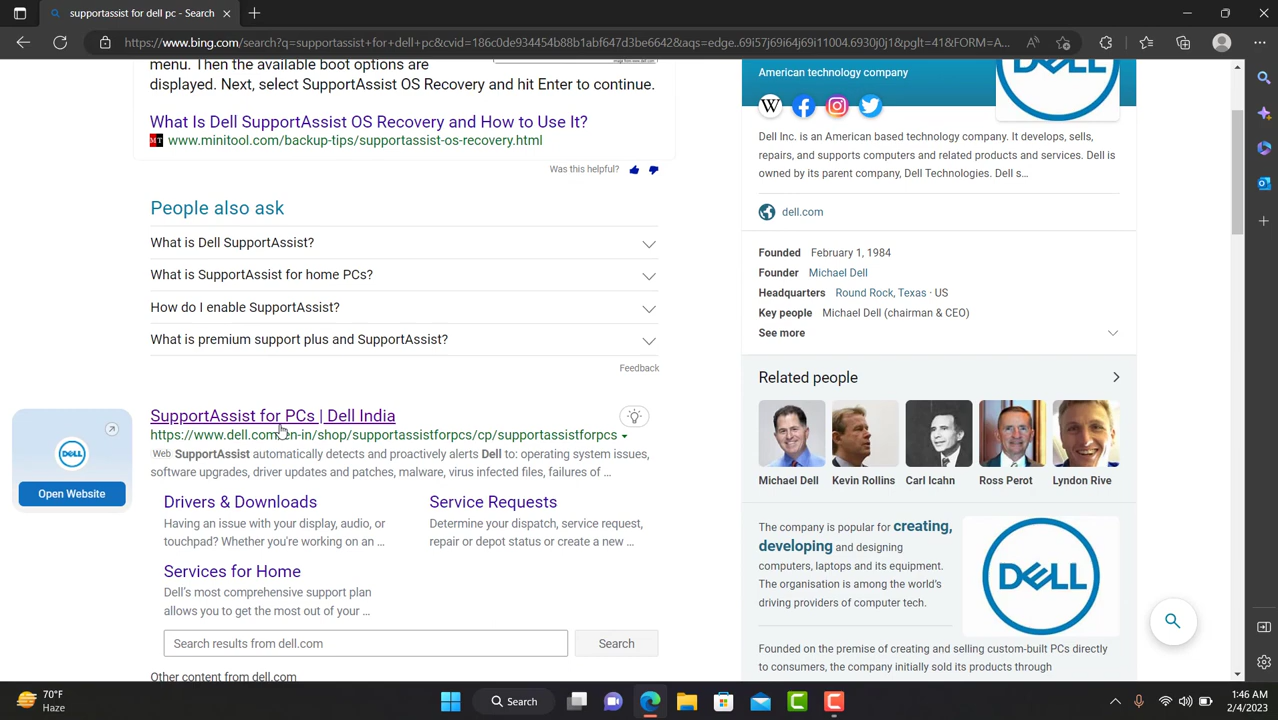 supportassist for dell pc - Search
https://www.bing.com/search?q=supportassist+for+dell+pc&cvid=186c0de934454b88b1abf647d3be6642&aqs=edge..69i57j69i64j69i11004.6930j0j1&pglt=41&FORM=A...
menu. Then the available boot options are
displayed. Next, select SupportAssist OS Recovery and hit Enter to continue.
What Is Dell SupportAssist OS Recovery and How to Use It?
MT www.minitool.com/backup-tips/supportassist-os-recovery.html
Was this helpful?
People also ask
What is Dell SupportAssist?
What is SupportAssist for home PCs?
How do I enable SupportAssist?
What is premium support plus and SupportAssist?
Feedback
DELL
Open Website
SupportAssist for PCs | Dell India
https://www.dell.com/en-in/shop/supportassistforpcs/cp/supportassistforpcs
Web SupportAssist automatically detects and proactively alerts Dell to: operating system issues,
software upgrades, driver updates and patches, malware, virus infected files, failures of ...
Drivers & Downloads
Having an issue with your display, audio, or
touchpad? Whether you're working on an ...
Service Requests
Determine your dispatch, service request,
repair or depot status or create a new ...
Services for Home
Dell's most comprehensive support plan
allows you to get the most out of your ...
Search results from dell.com
Search
Other content from dell.com
American technology company
W
DELL
Dell Inc. is an American based technology company. It develops, sells,
repairs, and supports computers and related products and services. Dell is
owned by its parent company, Dell Technologies. Dell s...
dell.com
Founded February 1, 1984
Founder Michael Dell
Headquarters Round Rock, Texas · US
Key people Michael Dell (chairman & CEO)
See more
Related people
Michael Dell
Kevin Rollins
Carl Icahn
Ross Perot
Lyndon Rive
The company is popular for creating,
developing and designing
computers, laptops and its equipment.
The organisation is among the world's
driving providers of computer tech.
DELL
Founded on the premise of creating and selling custom-built PCs directly
to consumers, the company initially sold its products through
70°F
Haze
Search
1:46 AM
2/4/2023